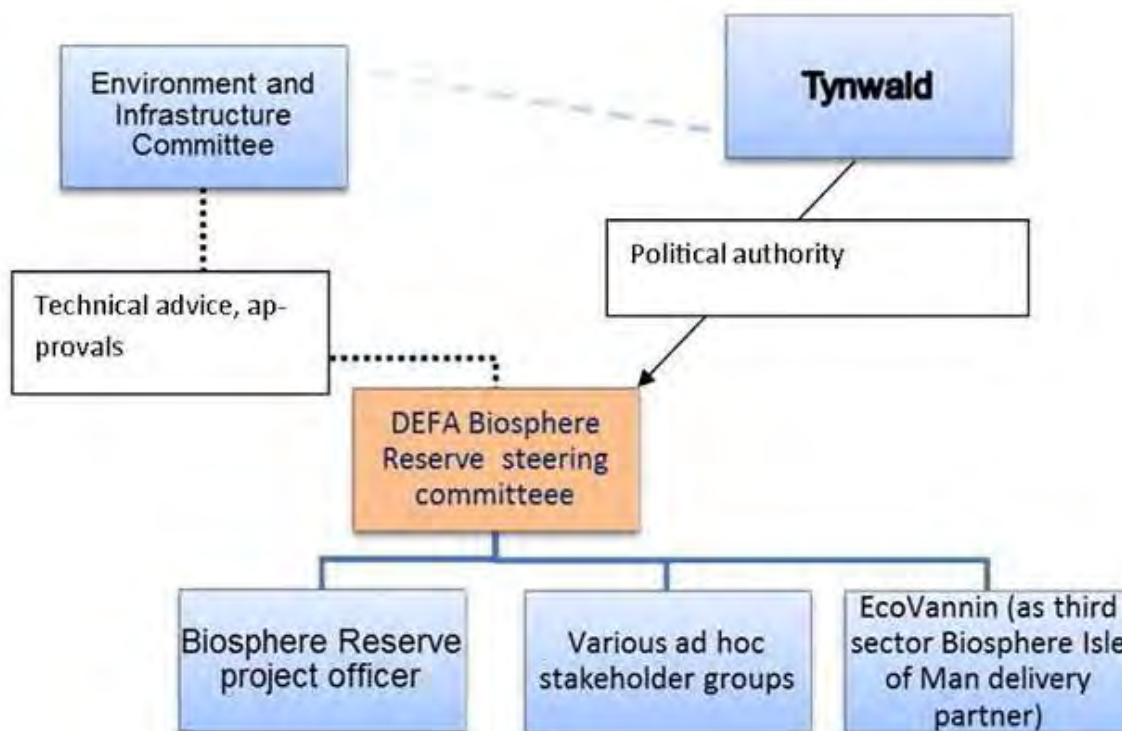 Environment and
Infrastructure
Committee
Tynwald
Political authority
Technical advice, ap-
provals
DEFA Biosphere
Reserve steering
committeee
Biosphere Reserve
project officer
Various ad hoc
stakeholder groups
EcoVannin (as third
sector Biosphere Isle
of Man delivery
partner)